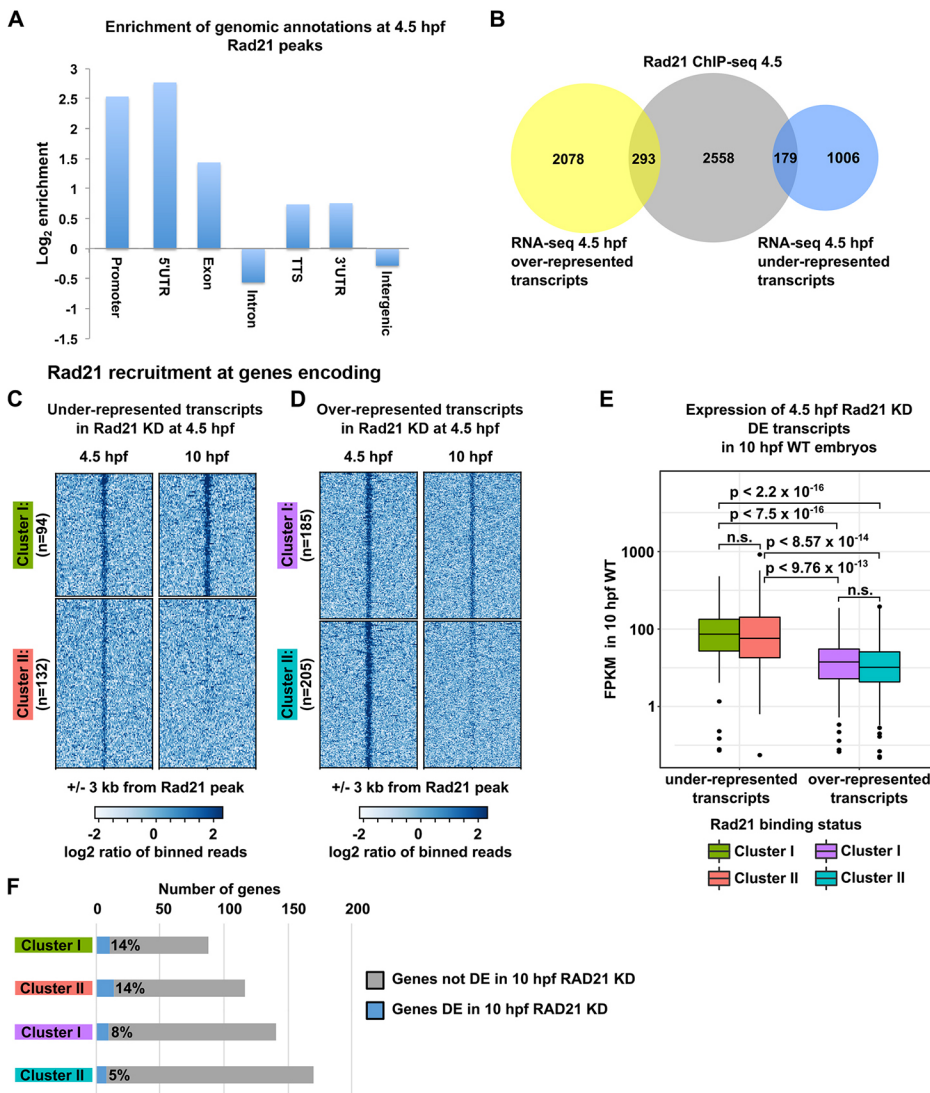 A
Enrichment of genomic annotations at 4.5 hpf
Rad21 peaks
Log2 enrichment
3
2.5
2
1.5
1
0.5
0
-0.5
-1
-1.5
Promoter
5'UTR
Exon
Intron
TTS
3'UTR
Intergenic
B
Rad21 ChIP-seq 4.5
2078
293
2558
179
1006
RNA-seq 4.5 hpf
over-represented
transcripts
RNA-seq 4.5 hpf
under-represented
transcripts
Rad21 recruitment at genes encoding
C
Under-represented transcripts
in Rad21 KD at 4.5 hpf
4.5 hpf
10 hpf
Cluster I:
(n=94)
Cluster II:
(n=132)
+/- 3 kb from Rad21 peak
-2
0
2
log2 ratio of binned reads
D
Over-represented transcripts
in Rad21 KD at 4.5 hpf
4.5 hpf
10 hpf
Cluster I:
(n=185)
Cluster II:
(n=205)
+/- 3 kb from Rad21 peak
-2
0
2
log2 ratio of binned reads
E
Expression of 4.5 hpf Rad21 KD
DE transcripts
in 10 hpf WT embryos
p < 2.2 x 10-16
p < 7.5 x 10-16
n.s.
p < 8.57 x 10-14
p < 9.76 x 10-13
n.s.
FPKM in 10 hpf WT
1000
100
1
under-represented
transcripts
over-represented
transcripts
Rad21 binding status
Cluster I
Cluster I
Cluster II
Cluster II
F
Number of genes
0
50
100
150
200
Cluster I
14%
Cluster II
14%
Cluster I
8%
Cluster II
5%
Genes not DE in 10 hpf RAD21 KD
Genes DE in 10 hpf RAD21 KD